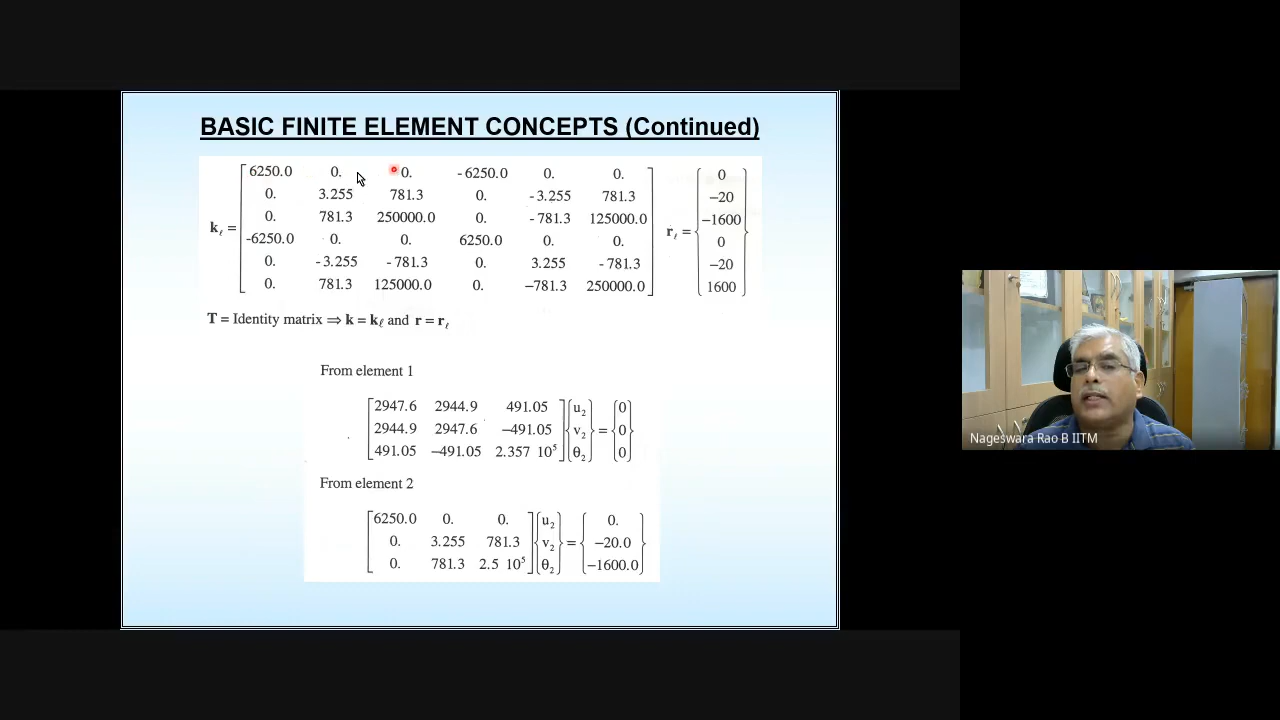 BASIC FINITE ELEMENT CONCEPTS (Continued)
6250.0 0. 0. - 6250.0 0. 0.
0. 3.255 781.3 0. - 3.255 781.3
0. 781.3 250000.0 0. - 781.3 125000.0
-6250.0 0. 0. 6250.0 0. 0.
0. - 3.255 - 781.3 0. 3.255 - 781.3
0. 781.3 125000.0 0. −781.3 250000.0
k_ℓ =
r_ℓ =
0
−20
−1600
0
−20
1600
T = Identity matrix ⟹ k = k_ℓ and r = r_ℓ
From element 1
2947.6 2944.9 491.05 u₂ 0
2944.9 2947.6 −491.05 v₂ = 0
491.05 −491.05 2.357 10⁵ θ₂ 0
From element 2
6250.0 0. 0. u₂ 0.
0. 3.255 781.3 v₂ = −20.0
0. 781.3 2.5 10⁵ θ₂ −1600.0
Nageswara Rao B IITM